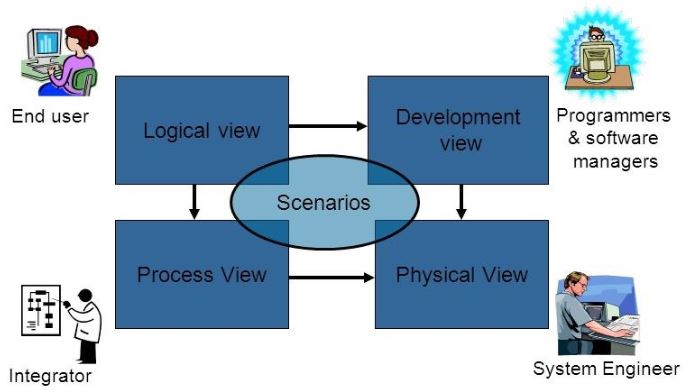 End user
Logical view
Development
view
Programmers
& software
managers
Scenarios
Process View
Physical View
Integrator
System Engineer